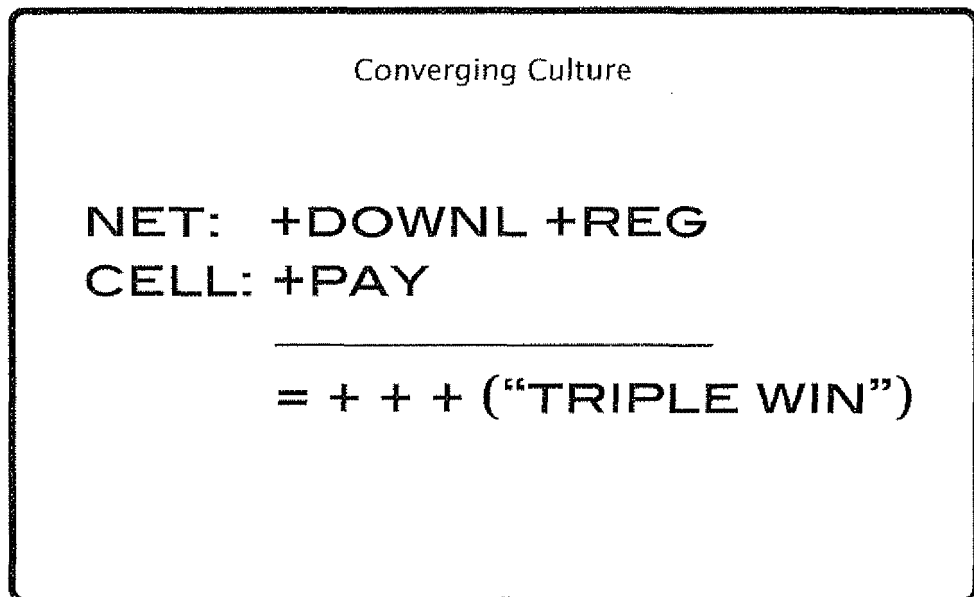 Converging Culture
NET: +DOWNL +REG
CELL: +PAY
= + + + (“TRIPLE WIN”)